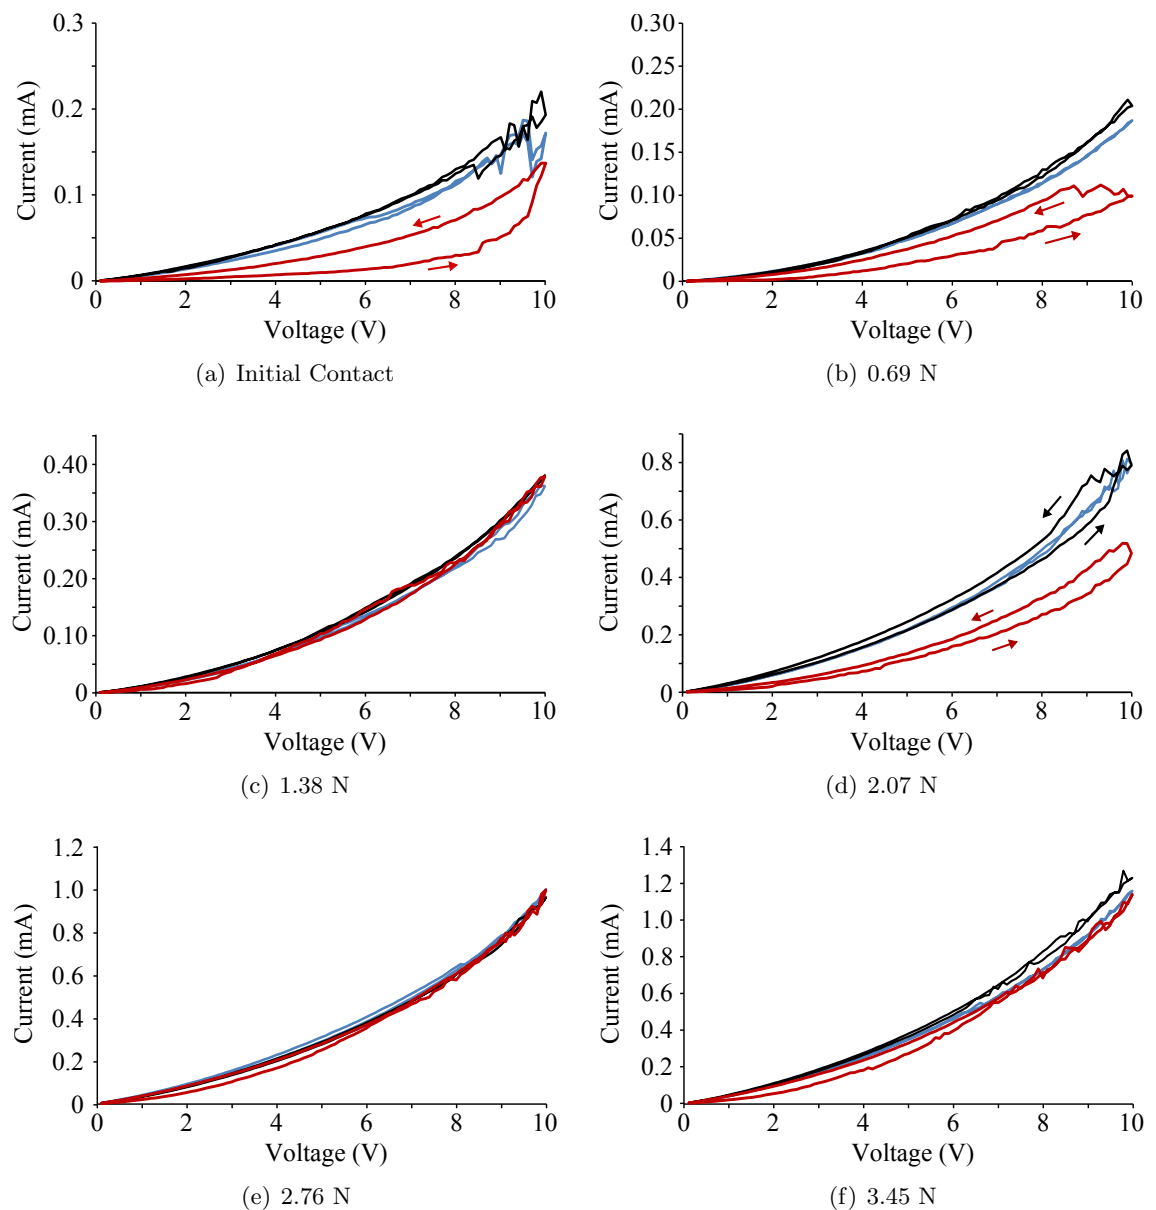 0.3
0.2
0.1
0
Current (mA)
0 2 4 6 8 10
Voltage (V)
(a) Initial Contact
0.30
0.25
0.20
0.15
0.10
0.05
0
Current (mA)
0 2 4 6 8 10
Voltage (V)
(b) 0.69 N
0.40
0.30
0.20
0.10
0
Current (mA)
0 2 4 6 8 10
Voltage (V)
(c) 1.38 N
0.8
0.6
0.4
0.2
0
Current (mA)
0 2 4 6 8 10
Voltage (V)
(d) 2.07 N
1.2
1.0
0.8
0.6
0.4
0.2
0
Current (mA)
0 2 4 6 8 10
Voltage (V)
(e) 2.76 N
1.4
1.2
1.0
0.8
0.6
0.4
0.2
0
Current (mA)
0 2 4 6 8 10
Voltage (V)
(f) 3.45 N